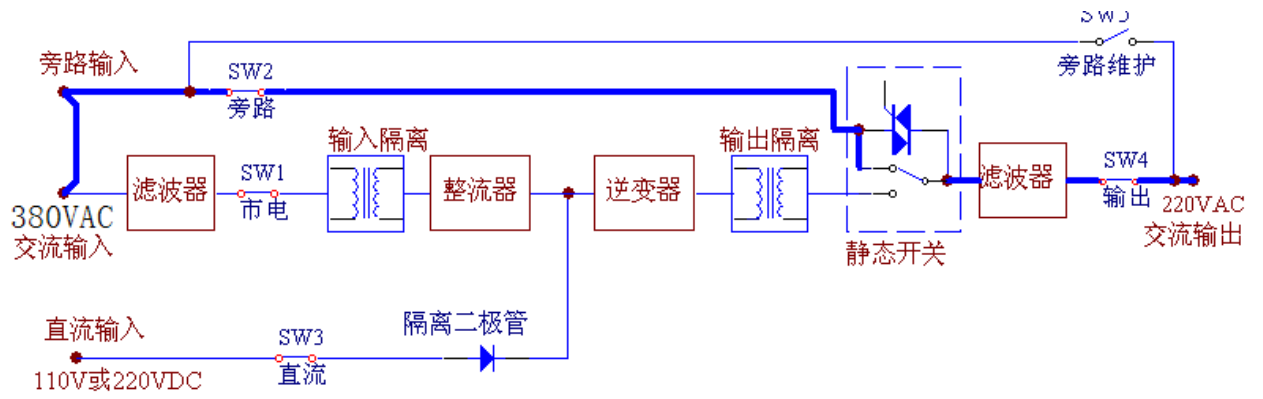 SW5
旁路输入
SW2
旁路
旁路维护
输入隔离
输出隔离
滤波器
SW1
市电
整流器
逆变器
滤波器
SW4
输出
380VAC
交流输入
220VAC
交流输出
静态开关
直流输入
SW3
直流
隔离二极管
110V或220VDC